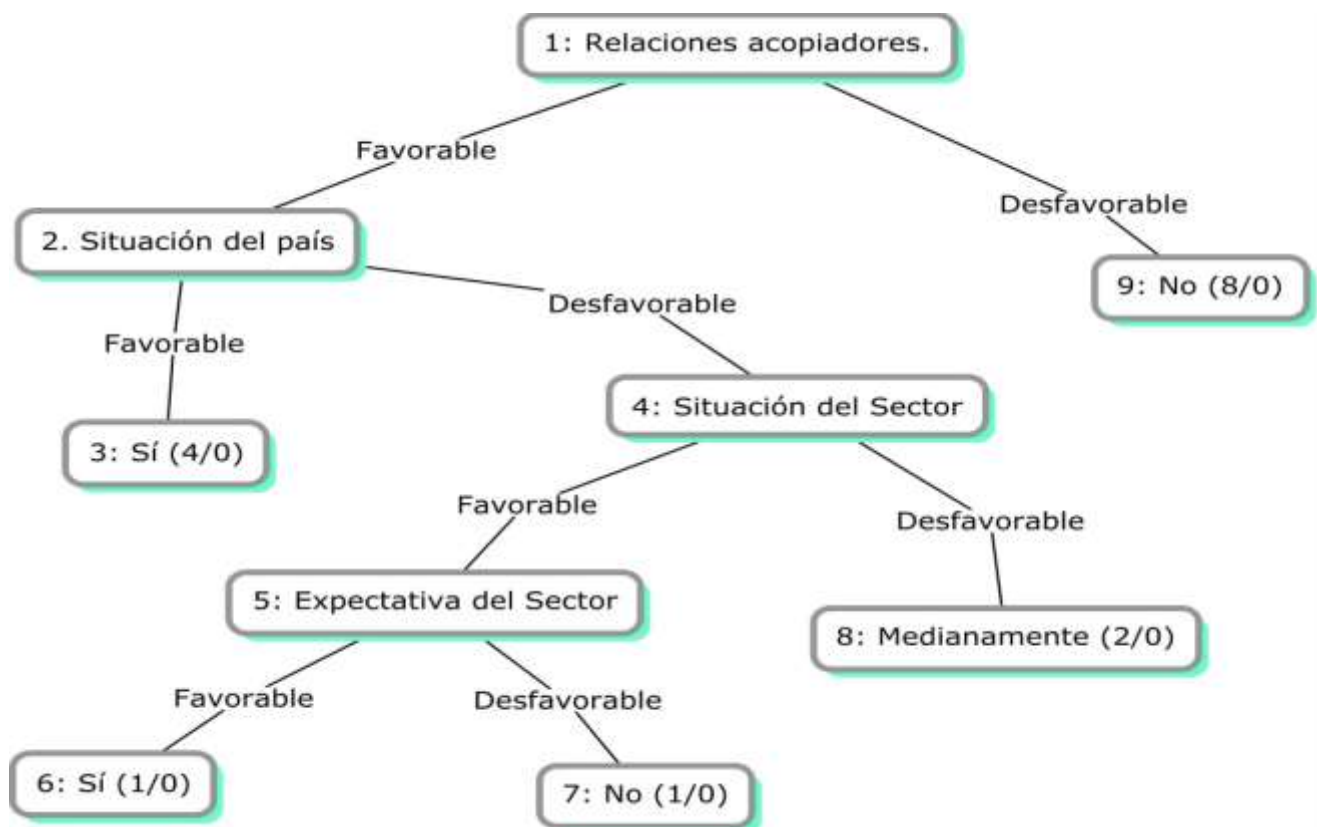 1: Relaciones acopiadores.
Favorable
Desfavorable
2. Situación del país
9: No (8/0)
Desfavorable
Favorable
4: Situación del Sector
3: Sí (4/0)
Favorable
Desfavorable
5: Expectativa del Sector
8: Medianamente (2/0)
Favorable
Desfavorable
6: Sí (1/0)
7: No (1/0)